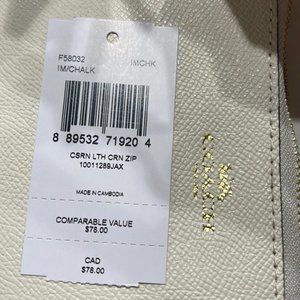 F58032 IMCHK
IM/CHALK
8 89532 71920 4
CSRN LTH CRN ZIP
10011289JAX
MADE IN CAMBODIA
COMPARABLE VALUE
$78.00
CAD
$78.00
COACH